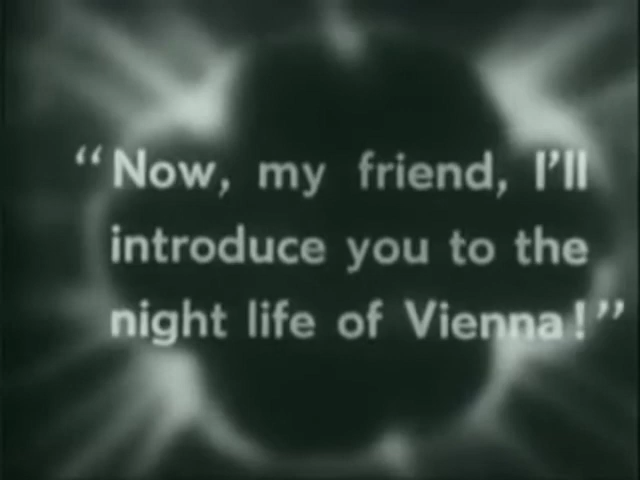 “Now, my friend, I'll
introduce you to the
night life of Vienna!”